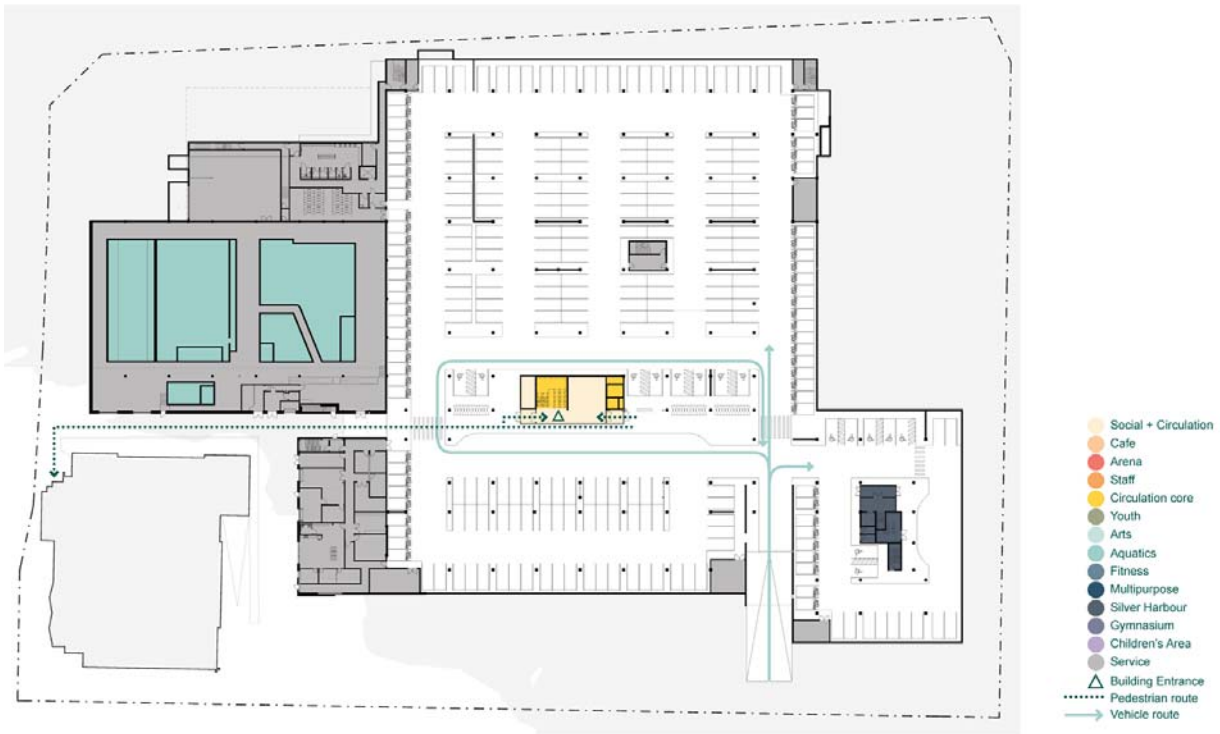 Social + Circulation
Cafe
Arena
Staff
Circulation core
Youth
Arts
Aquatics
Fitness
Multipurpose
Silver Harbour
Gymnasium
Children's Area
Service
Building Entrance
Pedestrian route
Vehicle route